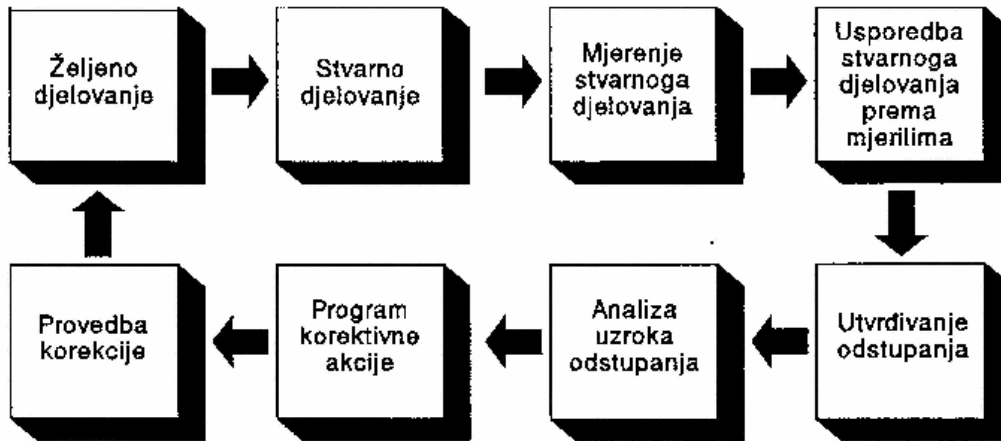 Željeno
djelovanje
Stvarno
djelovanje
Mjerenje
stvarnoga
djelovanja
Usporedba
stvarnoga
djelovanja
prema
mjerilima
Utvrđivanje
odstupanja
Analiza
uzroka
odstupanja
Program
korektivne
akcije
Provedba
korekcije